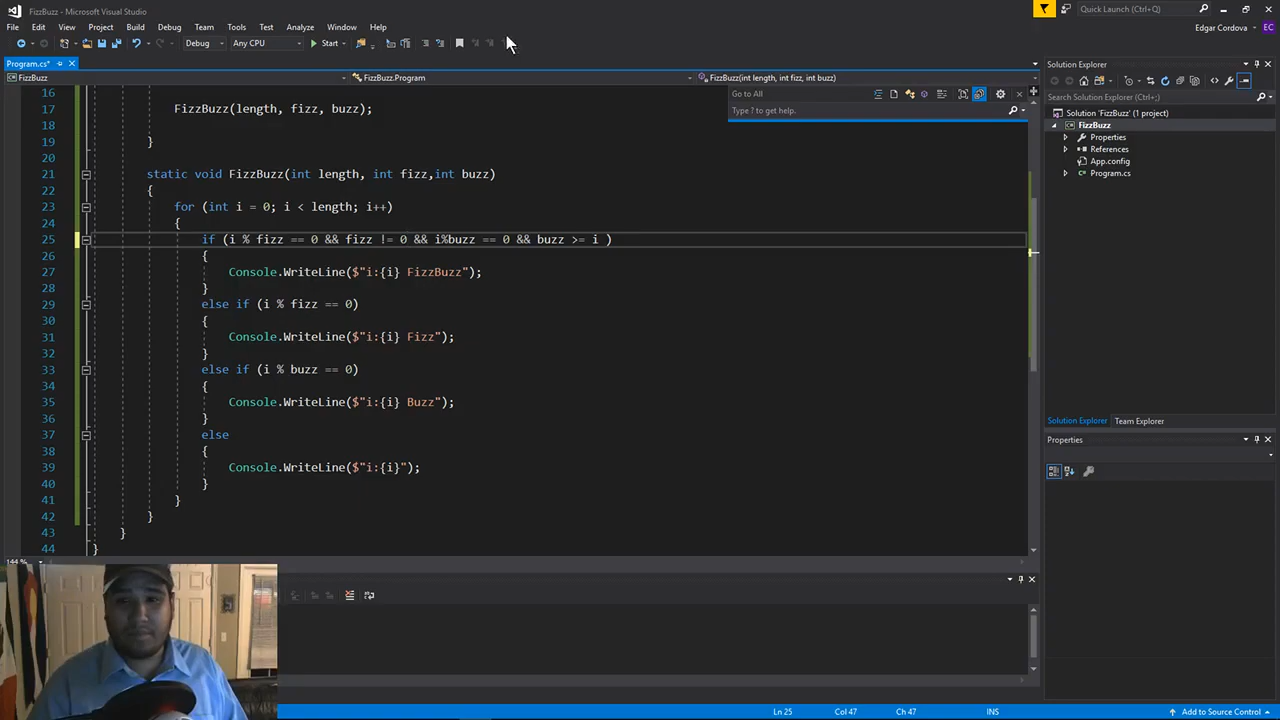 FizzBuzz - Microsoft Visual Studio
Quick Launch (Ctrl+Q)
File Edit View Project Build Debug Team Tools Test Analyze Window Help
Edgar Cordova EC
Debug Any CPU Start
Program.cs*
FizzBuzz FizzBuzz.Program FizzBuzz(int length, int fizz, int buzz)
Go to All
Type ? to get help.
16
17 FizzBuzz(length, fizz, buzz);
18
19 }
20
21 static void FizzBuzz(int length, int fizz,int buzz)
22 {
23 for (int i = 0; i < length; i++)
24 {
25 if (i % fizz == 0 && fizz != 0 && i%buzz == 0 && buzz >= i )
26 {
27 Console.WriteLine($"i:{i} FizzBuzz");
28 }
29 else if (i % fizz == 0)
30 {
31 Console.WriteLine($"i:{i} Fizz");
32 }
33 else if (i % buzz == 0)
34 {
35 Console.WriteLine($"i:{i} Buzz");
36 }
37 else
38 {
39 Console.WriteLine($"i:{i}");
40 }
41 }
42 }
43 }
44 }
144 %
Solution Explorer
Search Solution Explorer (Ctrl+;)
Solution 'FizzBuzz' (1 project)
FizzBuzz
Properties
References
App.config
Program.cs
Solution Explorer Team Explorer
Properties
Ln 25 Col 47 Ch 47 INS Add to Source Control